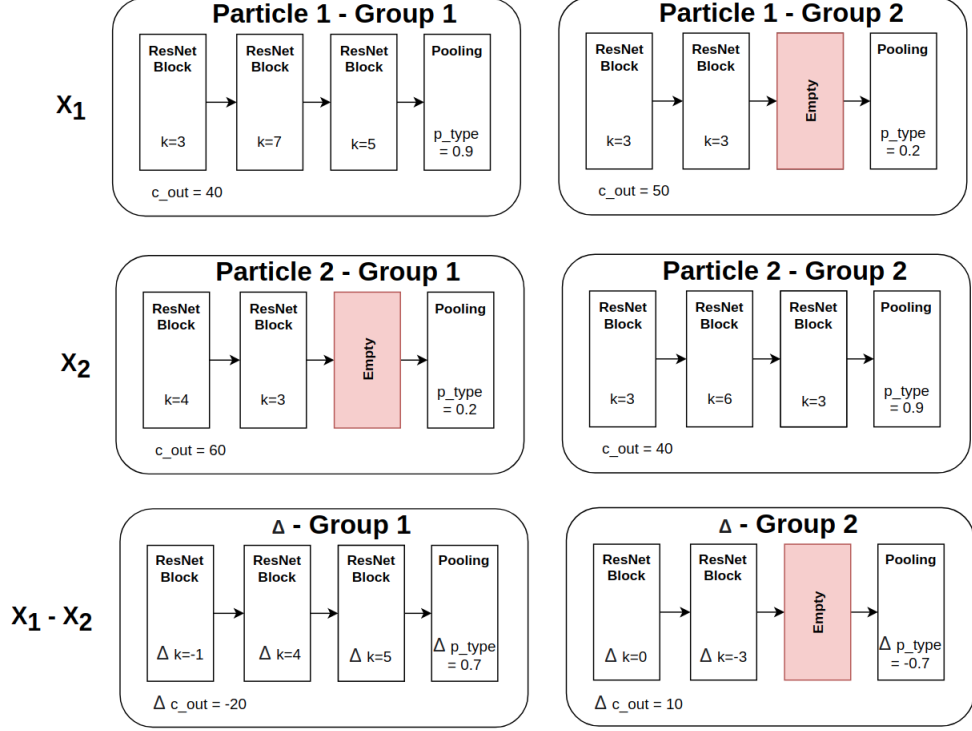 Particle 1 - Group 1
ResNet Block
k=3
ResNet Block
k=7
ResNet Block
k=5
Pooling
p_type = 0.9
c_out = 40
Particle 1 - Group 2
ResNet Block
k=3
ResNet Block
k=3
Empty
Pooling
p_type = 0.2
c_out = 50
X1
Particle 2 - Group 1
ResNet Block
k=4
ResNet Block
k=3
Empty
Pooling
p_type = 0.2
c_out = 60
Particle 2 - Group 2
ResNet Block
k=3
ResNet Block
k=6
ResNet Block
k=3
Pooling
p_type = 0.9
c_out = 40
X2
Δ - Group 1
ResNet Block
Δ k=-1
ResNet Block
Δ k=4
ResNet Block
Δ k=5
Pooling
Δ p_type = 0.7
Δ c_out = -20
Δ - Group 2
ResNet Block
Δ k=0
ResNet Block
Δ k=-3
Empty
Pooling
Δ p_type = -0.7
Δ c_out = 10
X1 - X2